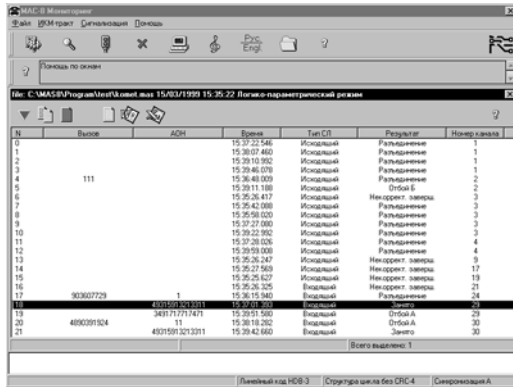 МАС-8 Мониторинг
Файл ИКМ-тракт Сигнализация Помощь
Рус.
Engl.
Помощь по окнам
file: C:\MAS8\Program\test\komet.mas 15/03/1999 15:35:22 Логико-параметрический режим
N Вызов АОН Время Тип СЛ Результат Номер канала
0 15:37:22.546 Исходящий Разъединение 1
1 15:38:07.460 Исходящий Разъединение 1
2 15:39:10.992 Исходящий Разъединение 1
3 15:39:46.078 Исходящий Разъединение 1
4 111 15:36:48.009 Исходящий Разъединение 2
5 15:39:11.188 Исходящий Отбой Б 2
6 15:35:26.417 Исходящий Некоррект. заверш. 3
7 15:35:42.088 Исходящий Разъединение 3
8 15:35:58.020 Исходящий Разъединение 3
9 15:37:27.080 Исходящий Разъединение 3
10 15:39:22.992 Исходящий Разъединение 3
11 15:37:28.026 Исходящий Разъединение 4
12 15:39:59.008 Исходящий Разъединение 4
13 15:35:26.247 Исходящий Некоррект. заверш. 9
14 15:35:27.569 Исходящий Некоррект. заверш. 17
15 15:35:25.627 Исходящий Некоррект. заверш. 19
16 15:35:26.325 Входящий Некоррект. заверш. 21
17 903607729 1 15:36:15.940 Входящий Разъединение 24
18 49315913213311 15:37:01.393 Входящий Занято 29
19 3491717717471 15:39:51.580 Входящий Отбой А 29
20 4890391924 11 15:38:18.282 Входящий Отбой А 30
21 49315913213311 15:39:42.660 Входящий Занято 30
Всего выделено: 1
Линейный код HDB-3 Структура цикла без CRC-4 Синхронизация А